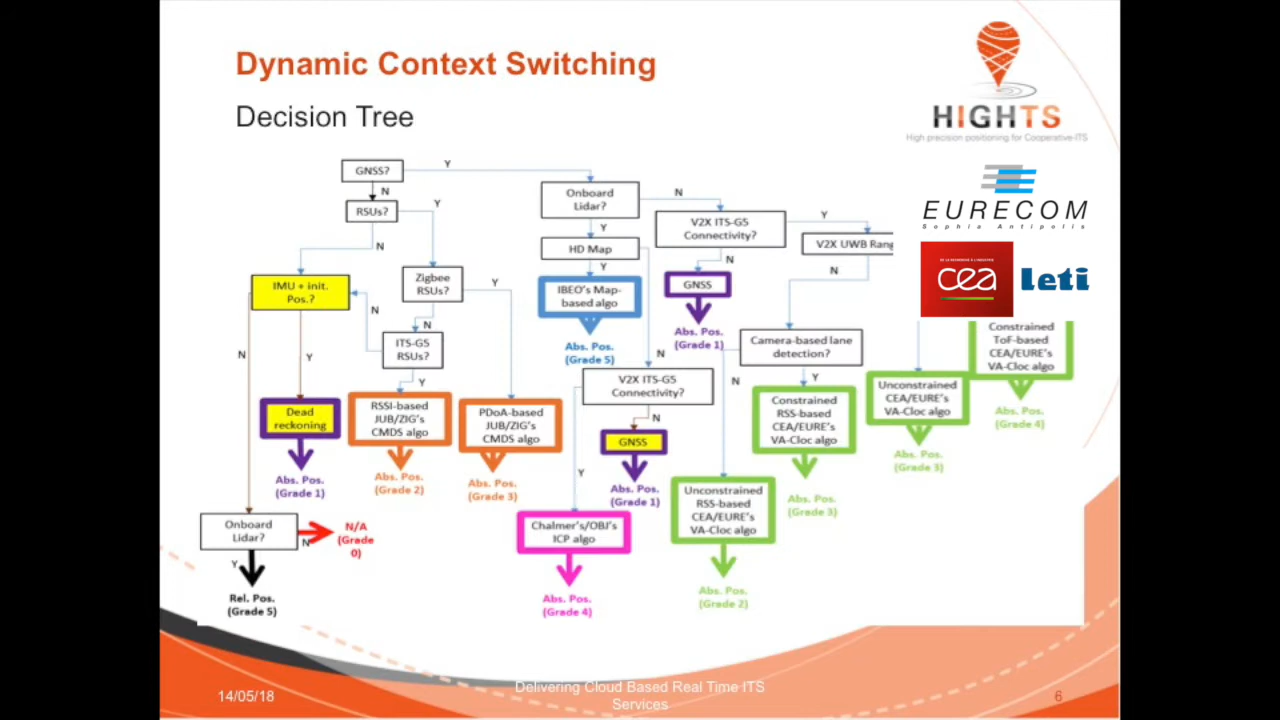 Dynamic Context Switching
Decision Tree
HIGHTS
High precision positioning for Cooperative-ITS
EURECOM
Sophia Antipolis
DE LA RECHERCHE À L'INDUSTRIE
cea
leti
GNSS?
Y
N
RSUs?
Y
N
Onboard
Lidar?
N
Y
V2X ITS-G5
Connectivity?
Y
N
V2X UWB Rang
N
HD Map
Y
N
IMU + init.
Pos.?
N
Y
Zigbee
RSUs?
Y
N
N
ITS-G5
RSUs?
Y
IBEO's Map-
based algo
Abs. Pos.
(Grade 5)
GNSS
Abs. Pos.
(Grade 1)
Camera-based lane
detection?
N
Y
Constrained
ToF-based
CEA/EURE's
VA-Cloc algo
Abs. Pos.
(Grade 4)
V2X ITS-G5
Connectivity?
N
Y
Unconstrained
CEA/EURE's
VA-Cloc algo
Abs. Pos.
(Grade 3)
Dead
reckoning
Abs. Pos.
(Grade 1)
RSSI-based
JUB/ZIG's
CMDS algo
Abs. Pos.
(Grade 2)
PDoA-based
JUB/ZIG's
CMDS algo
Abs. Pos.
(Grade 3)
GNSS
Abs. Pos.
(Grade 1)
Constrained
RSS-based
CEA/EURE's
VA-Cloc algo
Abs. Pos.
(Grade 3)
Unconstrained
RSS-based
CEA/EURE's
VA-Cloc algo
Abs. Pos.
(Grade 2)
Onboard
Lidar?
N
Y
N/A
(Grade
0)
Rel. Pos.
(Grade 5)
Chalmer's/OBJ's
ICP algo
Abs. Pos.
(Grade 4)
14/05/18
Delivering Cloud Based Real Time ITS
Services
6